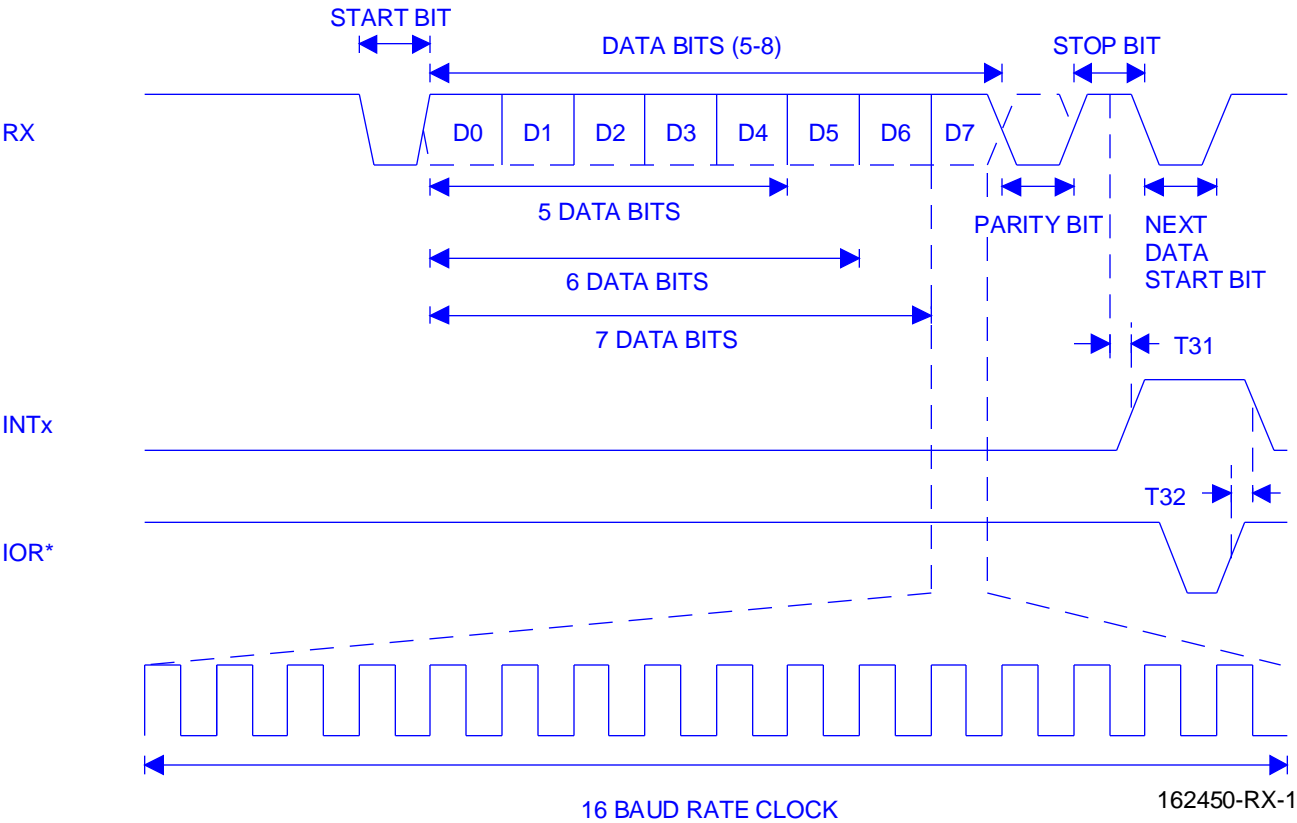 START BIT
DATA BITS (5-8)
STOP BIT
RX
D0 D1 D2 D3 D4 D5 D6 D7
5 DATA BITS
PARITY BIT
NEXT
DATA
START BIT
6 DATA BITS
7 DATA BITS
T31
INTx
T32
IOR*
16 BAUD RATE CLOCK
162450-RX-1